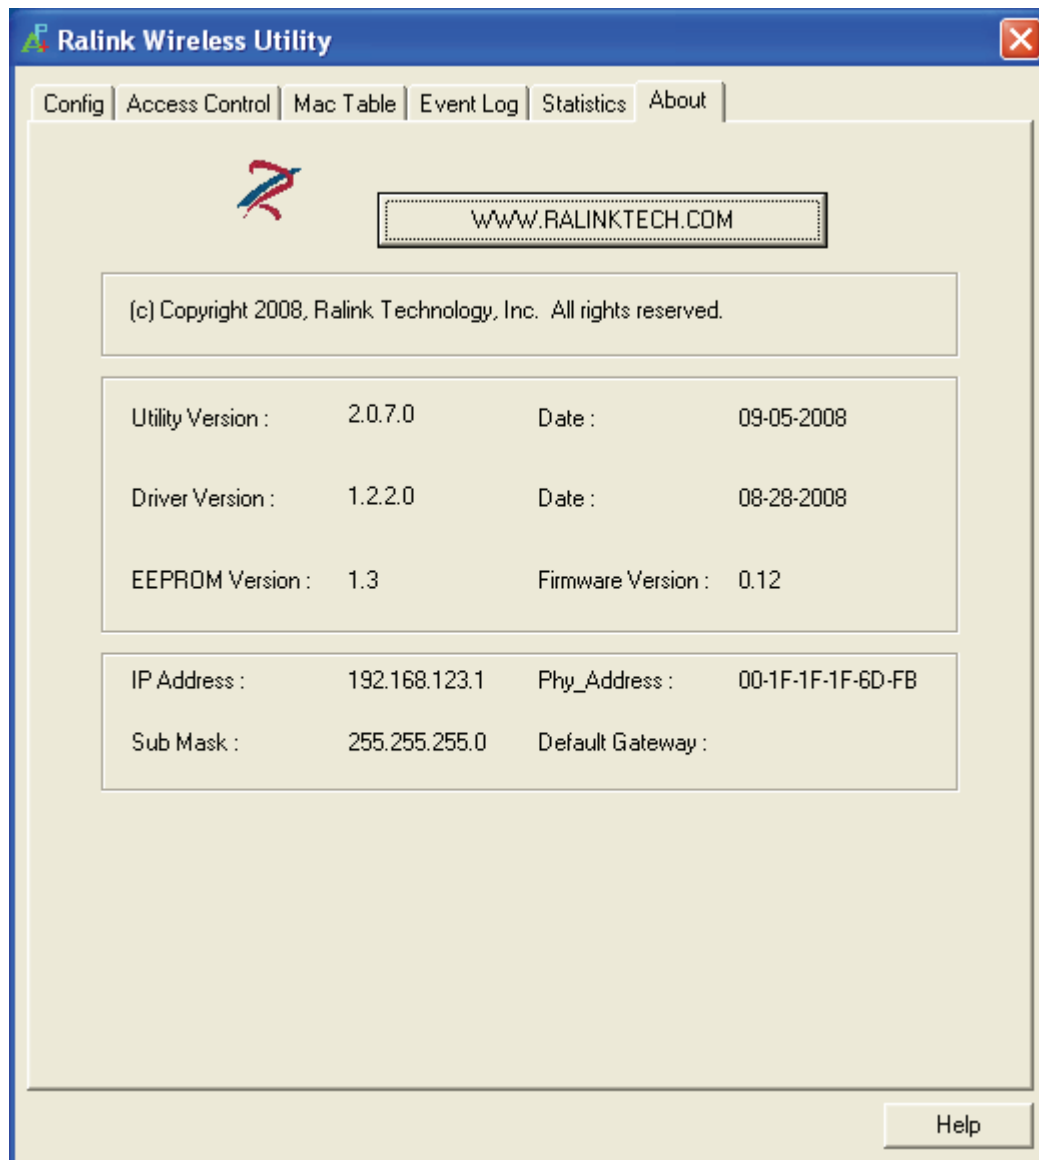 Ralink Wireless Utility
Config Access Control Mac Table Event Log Statistics About
WWW.RALINKTECH.COM
(c) Copyright 2008, Ralink Technology, Inc. All rights reserved.
Utility Version : 2.0.7.0 Date : 09-05-2008
Driver Version : 1.2.2.0 Date : 08-28-2008
EEPROM Version : 1.3 Firmware Version : 0.12
IP Address : 192.168.123.1 Phy_Address : 00-1F-1F-1F-6D-FB
Sub Mask : 255.255.255.0 Default Gateway :
Help